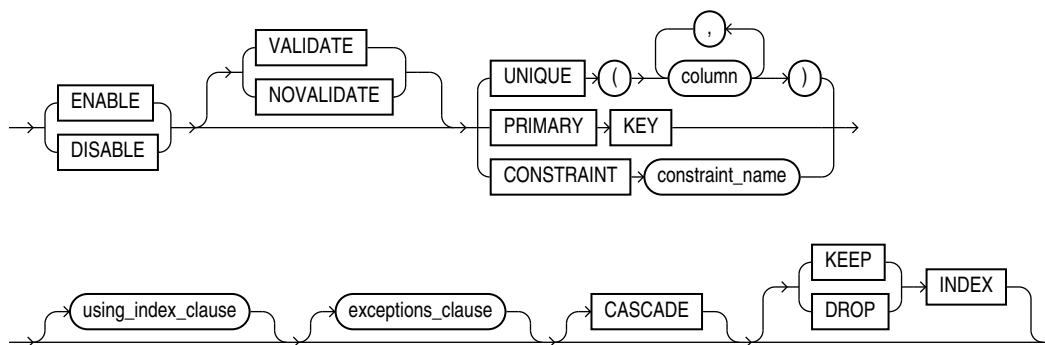 ,
VALIDATE
UNIQUE ( column )
ENABLE NOVALIDATE
PRIMARY KEY
DISABLE
CONSTRAINT constraint_name
KEEP
using_index_clause exceptions_clause CASCADE INDEX
DROP